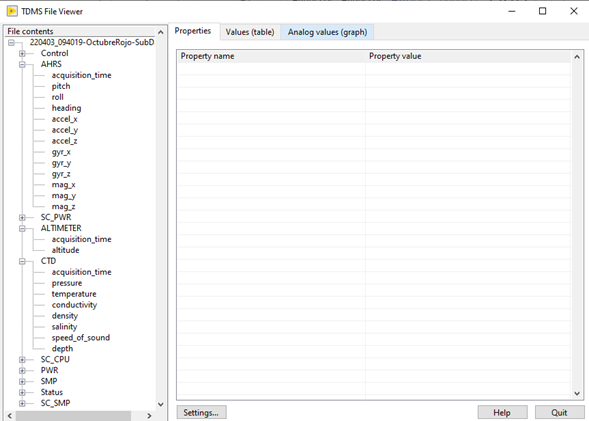 TDMS File Viewer
File contents
220403_094019-OctubreRojo-SubD
Control
AHRS
acquisition_time
pitch
roll
heading
accel_x
accel_y
accel_z
gyr_x
gyr_y
gyr_z
mag_x
mag_y
mag_z
SC_PWR
ALTIMETER
acquisition_time
altitude
CTD
acquisition_time
pressure
temperature
conductivity
density
salinity
speed_of_sound
depth
SC_CPU
PWR
SMP
Status
SC_SMP
Properties Values (table) Analog values (graph)
Property name Property value
Settings... Help Quit